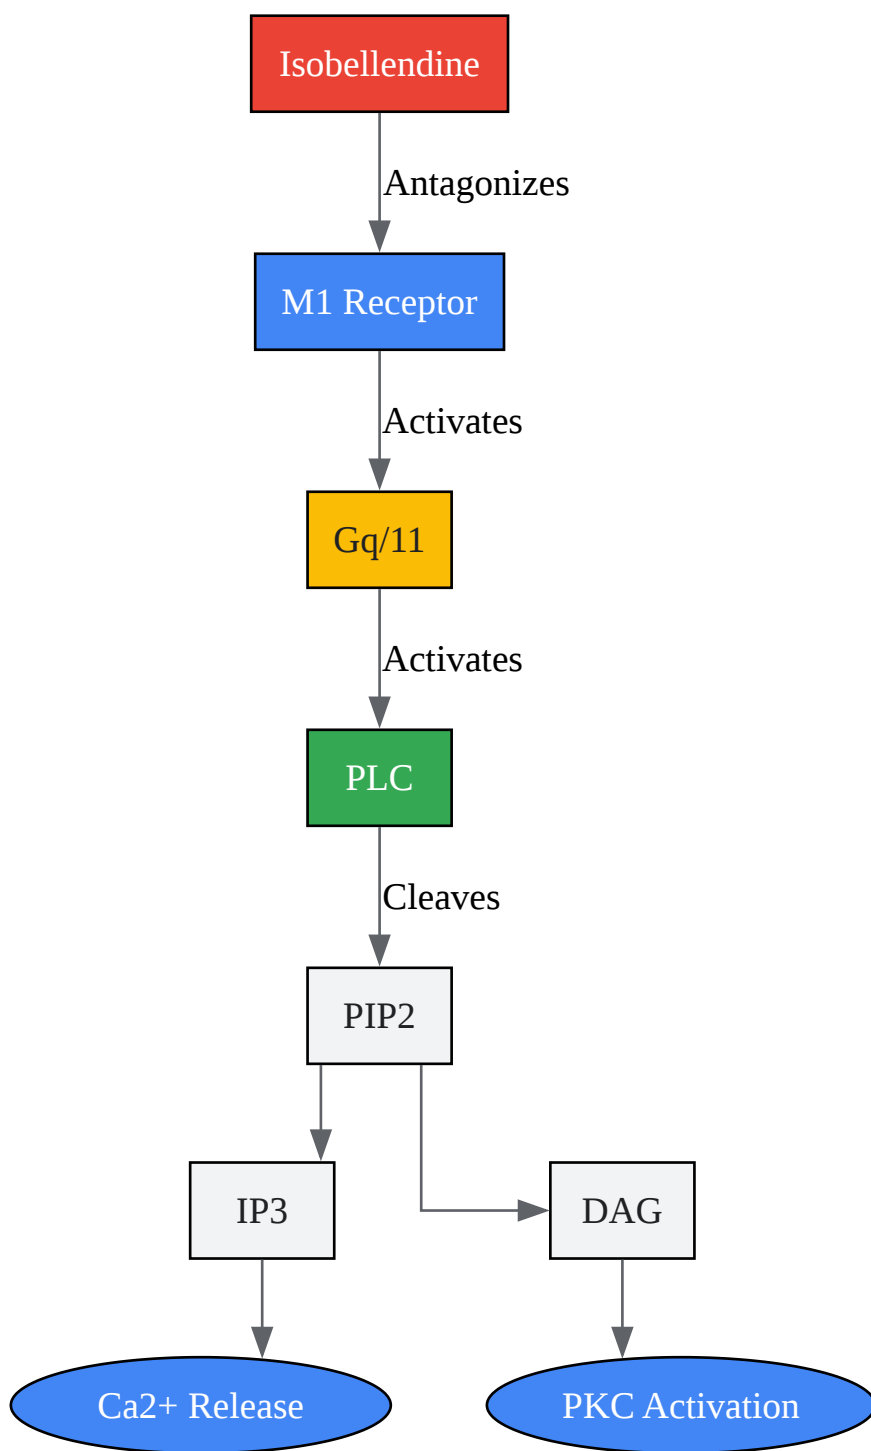 Isobellendine
Antagonizes
M1 Receptor
Activates
Gq/11
Activates
PLC
Cleaves
PIP2
IP3
DAG
Ca2+ Release
PKC Activation